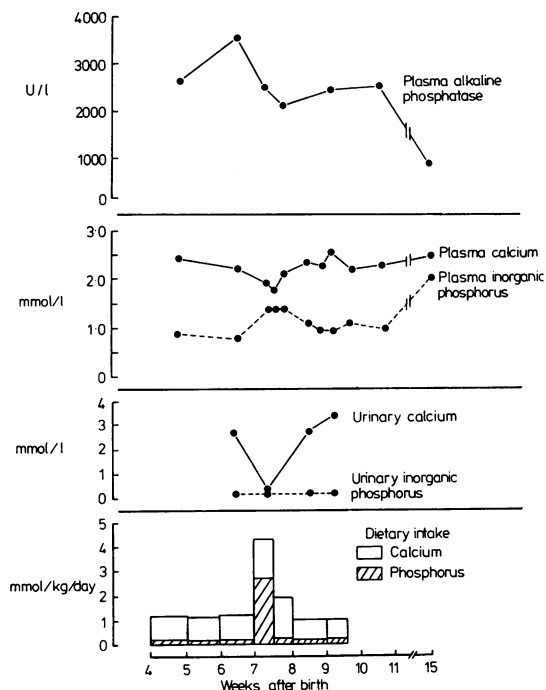 4000
3000
U/l
2000
1000
0
Plasma alkaline
phosphatase
3·0
2·0
mmol/l
1·0
0
Plasma calcium
Plasma inorganic
phosphorus
4
3
mmol/l
2
1
0
Urinary calcium
Urinary inorganic
phosphorus
5
4
3
mmol/kg/day
2
1
0
Dietary intake
Calcium
Phosphorus
4 5 6 7 8 9 10 11 15
Weeks after birth